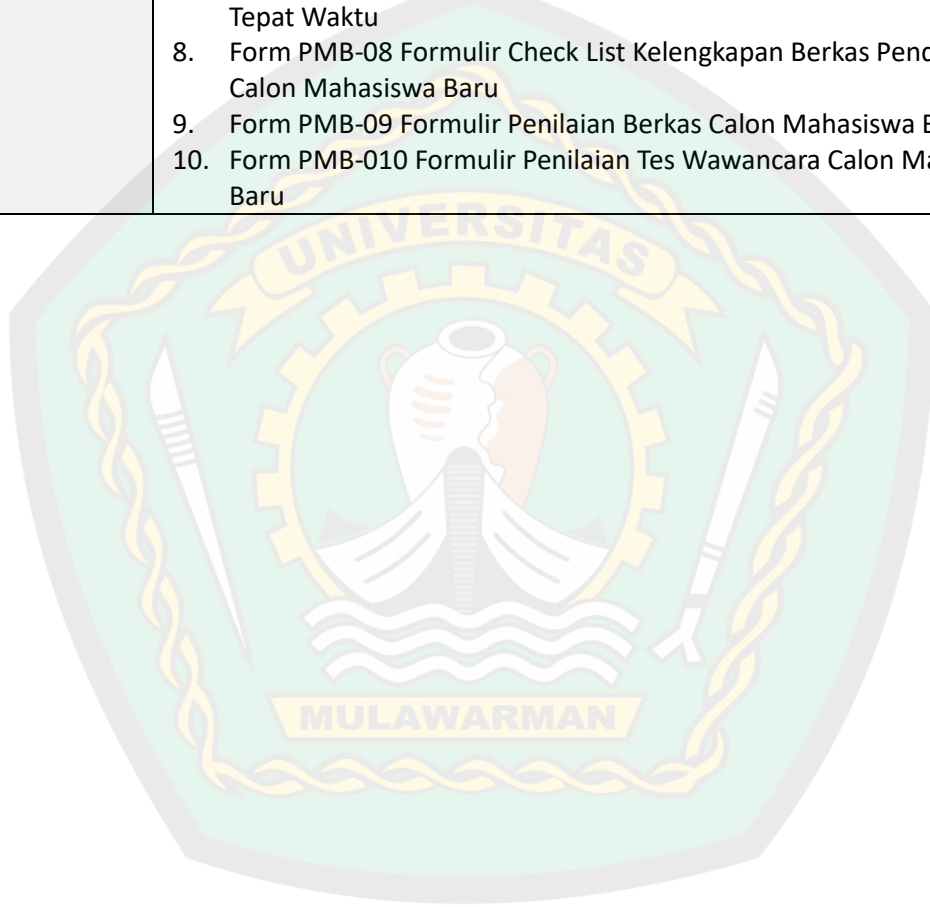 Tepat Waktu
8. Form PMB-08 Formulir Check List Kelengkapan Berkas
Calon Mahasiswa Baru
9. Form PMB-09 Formulir Penilaian Berkas Calon Mahasiswa
10. Form PMB-010 Formulir Penilaian Tes Wawancara Calon
Baru
UNIVERSITAS
MULAWARMAN